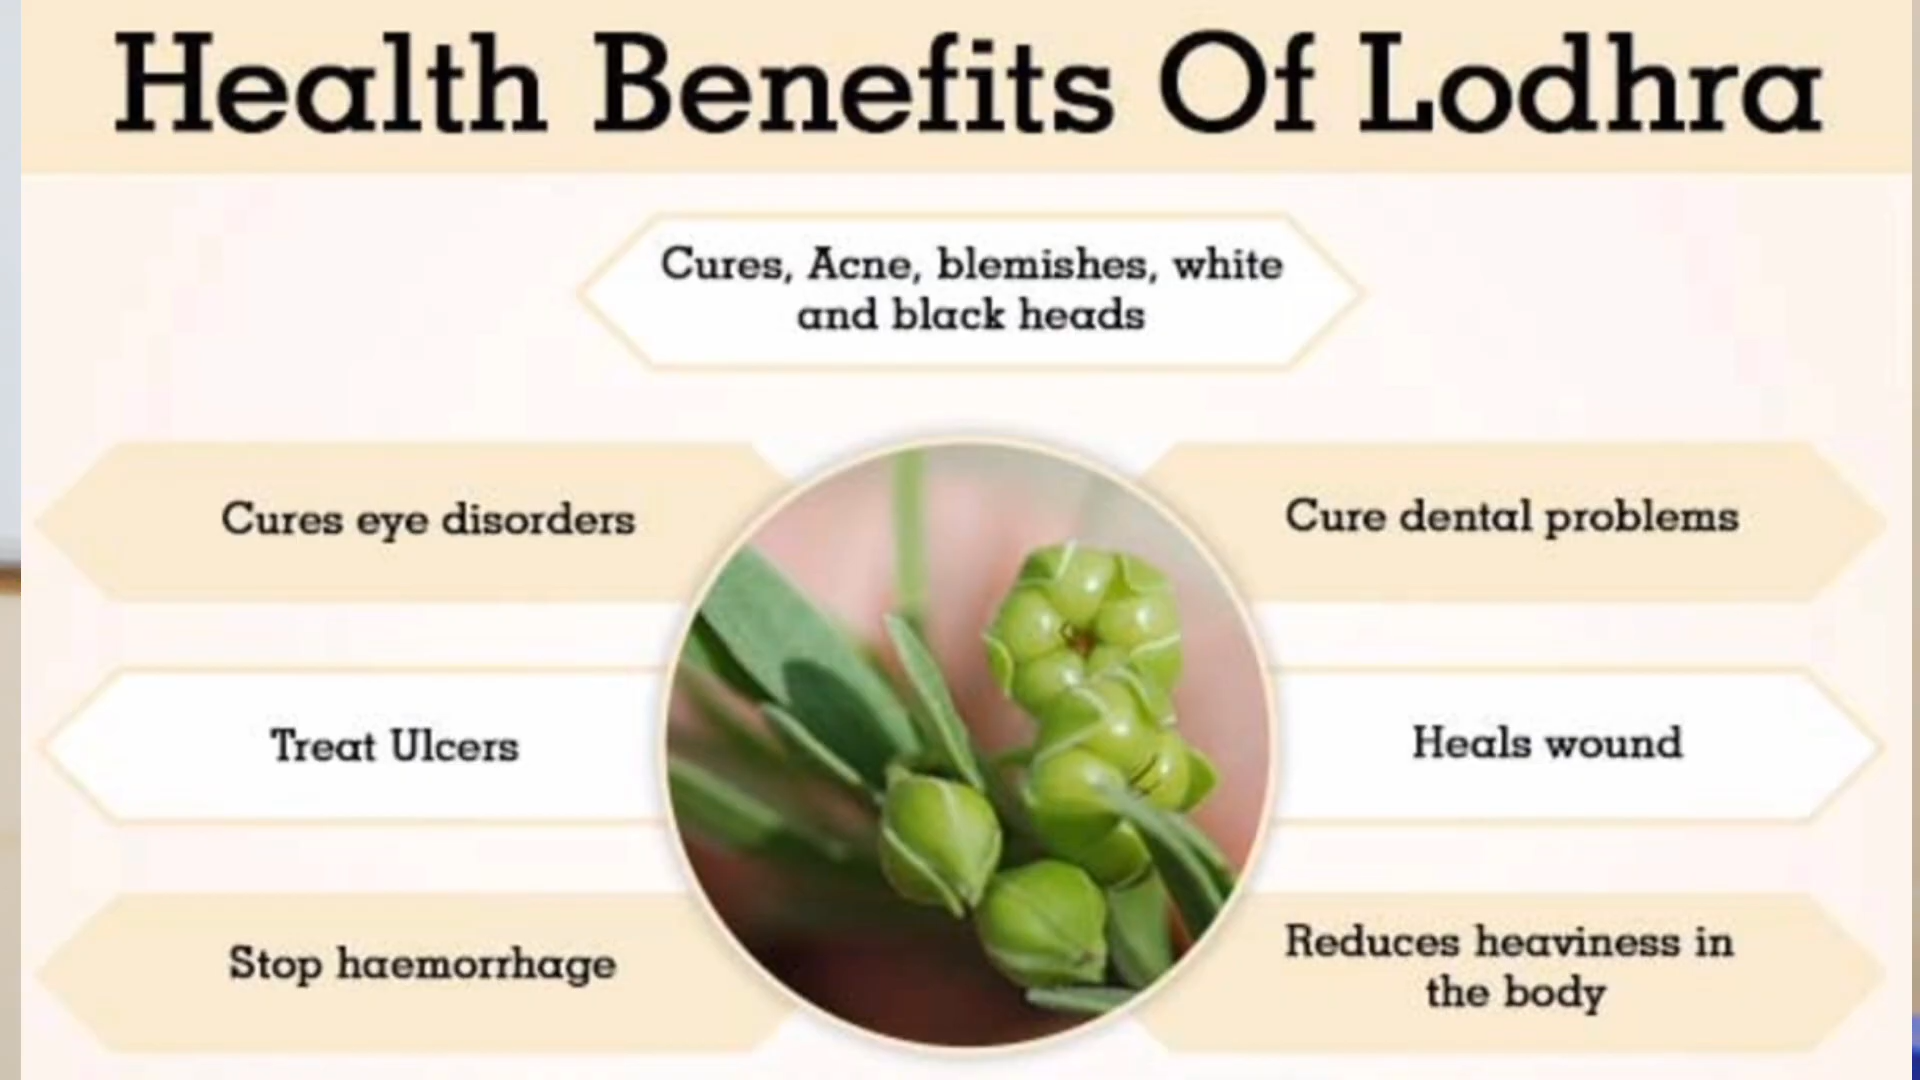 Health Benefits Of Lodhra
Cures, Acne, blemishes, white
and black heads
Cures eye disorders
Cure dental problems
Treat Ulcers
Heals wound
Stop haemorrhage
Reduces heaviness in
the body